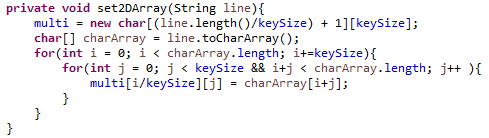 private void set2DArray(String line){
multi = new char[(line.length()/keySize) + 1][keySize];
char[] charArray = line.toCharArray();
for(int i = 0; i < charArray.length; i+=keySize){
for(int j = 0; j < keySize && i+j < charArray.length; j++ ){
multi[i/keySize][j] = charArray[i+j];
}
}
}